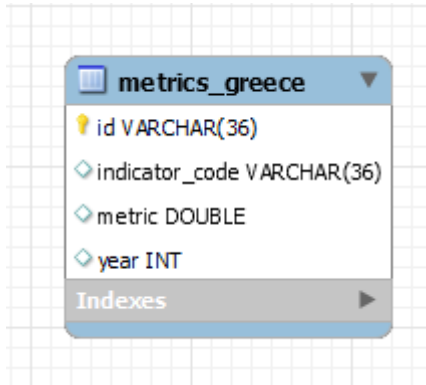 metrics_greece
id VARCHAR(36)
indicator_code VARCHAR(36)
metric DOUBLE
year INT
Indexes